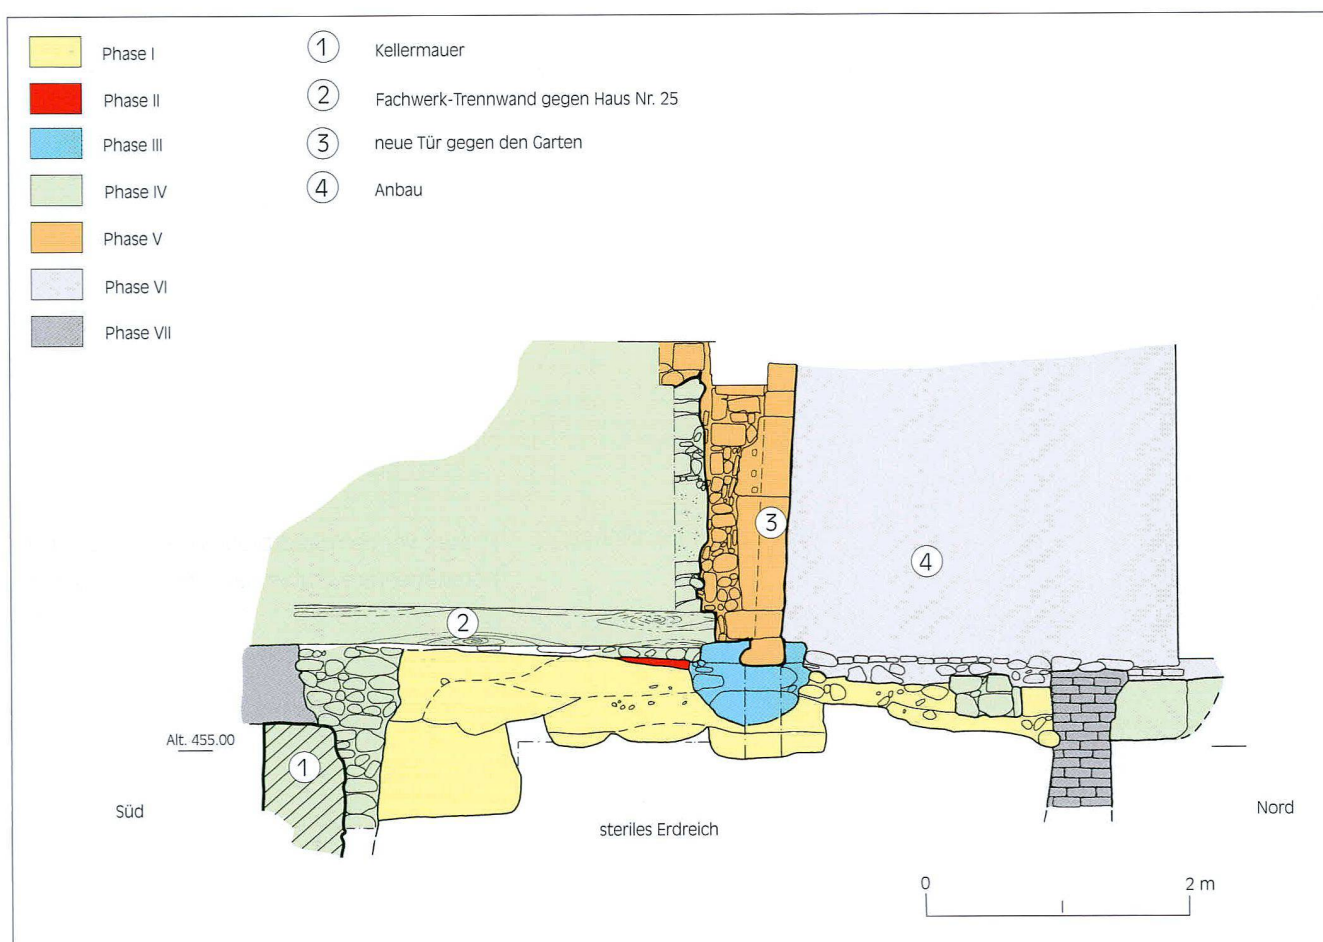 Phase I
Phase II
Phase III
Phase IV
Phase V
Phase VI
Phase VII
1 Kellermauer
2 Fachwerk-Trennwand gegen Haus Nr. 25
3 neue Tür gegen den Garten
4 Anbau
3
4
2
Alt. 455.00
1
Süd
steriles Erdreich
Nord
0 2 m